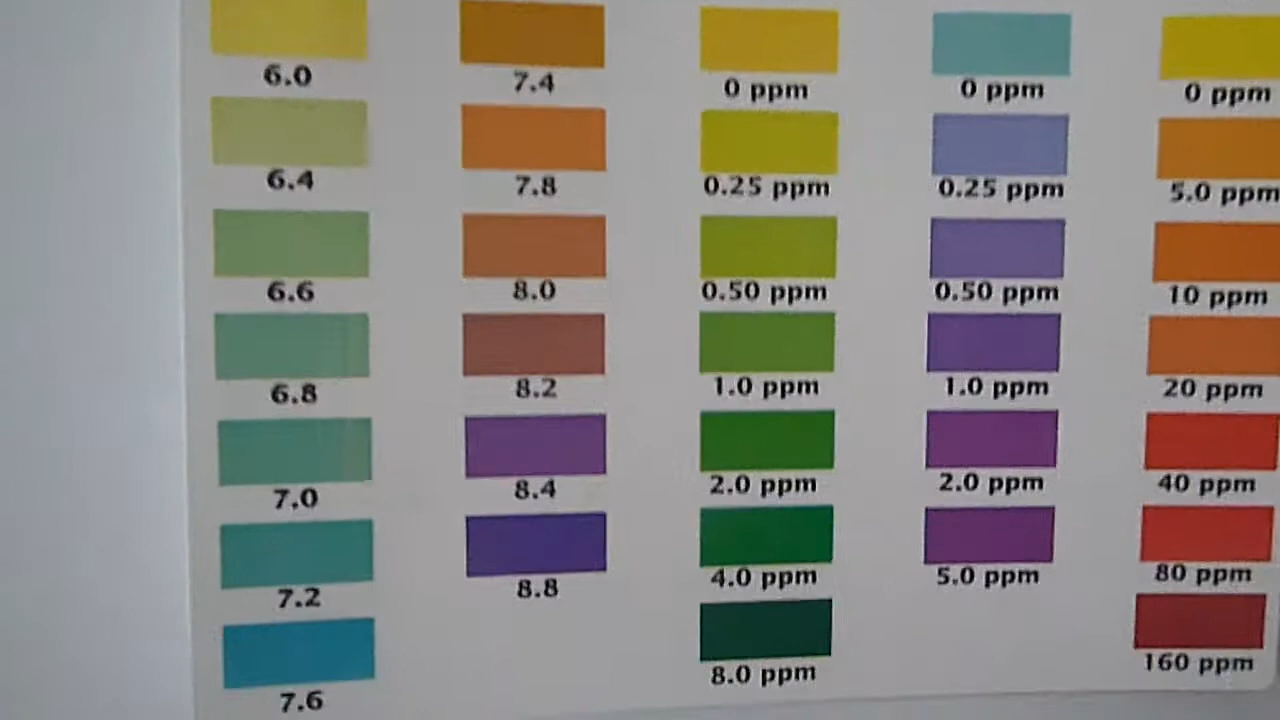 6.0 7.4 0 ppm 0 ppm 0 ppm
6.4 7.8 0.25 ppm 0.25 ppm 5.0 ppm
6.6 8.0 0.50 ppm 0.50 ppm 10 ppm
6.8 8.2 1.0 ppm 1.0 ppm 20 ppm
7.0 8.4 2.0 ppm 2.0 ppm 40 ppm
7.2 8.8 4.0 ppm 5.0 ppm 80 ppm
7.6 8.0 ppm 160 ppm